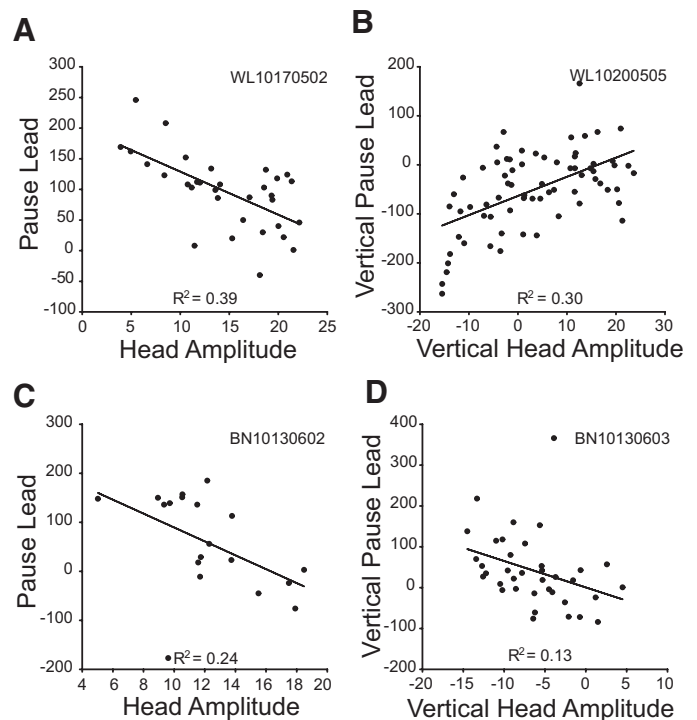 A
WL10170502
Pause Lead
300
250
200
150
100
50
0
-50
-100
R² = 0.39
0 5 10 15 20 25
Head Amplitude
B
WL10200505
Vertical Pause Lead
200
100
0
-100
-200
-300
R² = 0.30
-20 -10 0 10 20 30
Vertical Head Amplitude
C
BN10130602
Pause Lead
300
200
100
0
-100
-200
R² = 0.24
4 6 8 10 12 14 16 18 20
Head Amplitude
D
BN10130603
Vertical Pause Lead
400
300
200
100
0
-100
-200
R² = 0.13
-20 -15 -10 -5 0 5 10
Vertical Head Amplitude